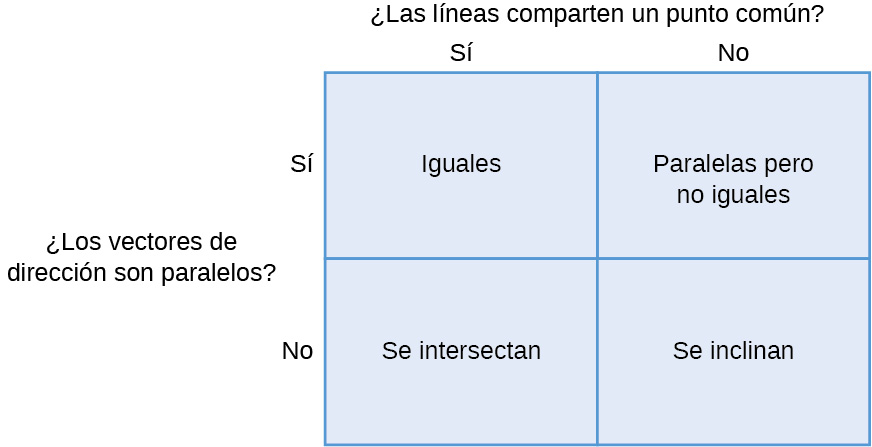 ¿Las líneas comparten un punto común?
Sí
No
Sí
Iguales
Paralelas pero
no iguales
¿Los vectores de
dirección son paralelos?
No
Se intersectan
Se inclinan